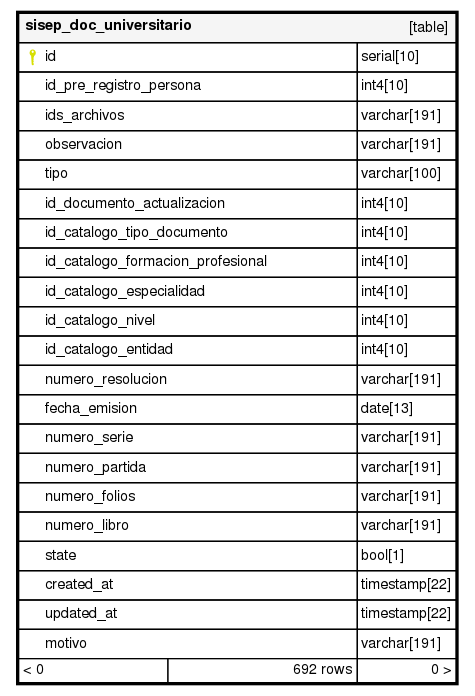 sisep_doc_universitario [table]
id serial[10]
id_pre_registro_persona int4[10]
ids_archivos varchar[191]
observacion varchar[191]
tipo varchar[100]
id_documento_actualizacion int4[10]
id_catalogo_tipo_documento int4[10]
id_catalogo_formacion_profesional int4[10]
id_catalogo_especialidad int4[10]
id_catalogo_nivel int4[10]
id_catalogo_entidad int4[10]
numero_resolucion varchar[191]
fecha_emision date[13]
numero_serie varchar[191]
numero_partida varchar[191]
numero_folios varchar[191]
numero_libro varchar[191]
state bool[1]
created_at timestamp[22]
updated_at timestamp[22]
motivo varchar[191]
< 0 692 rows 0 >